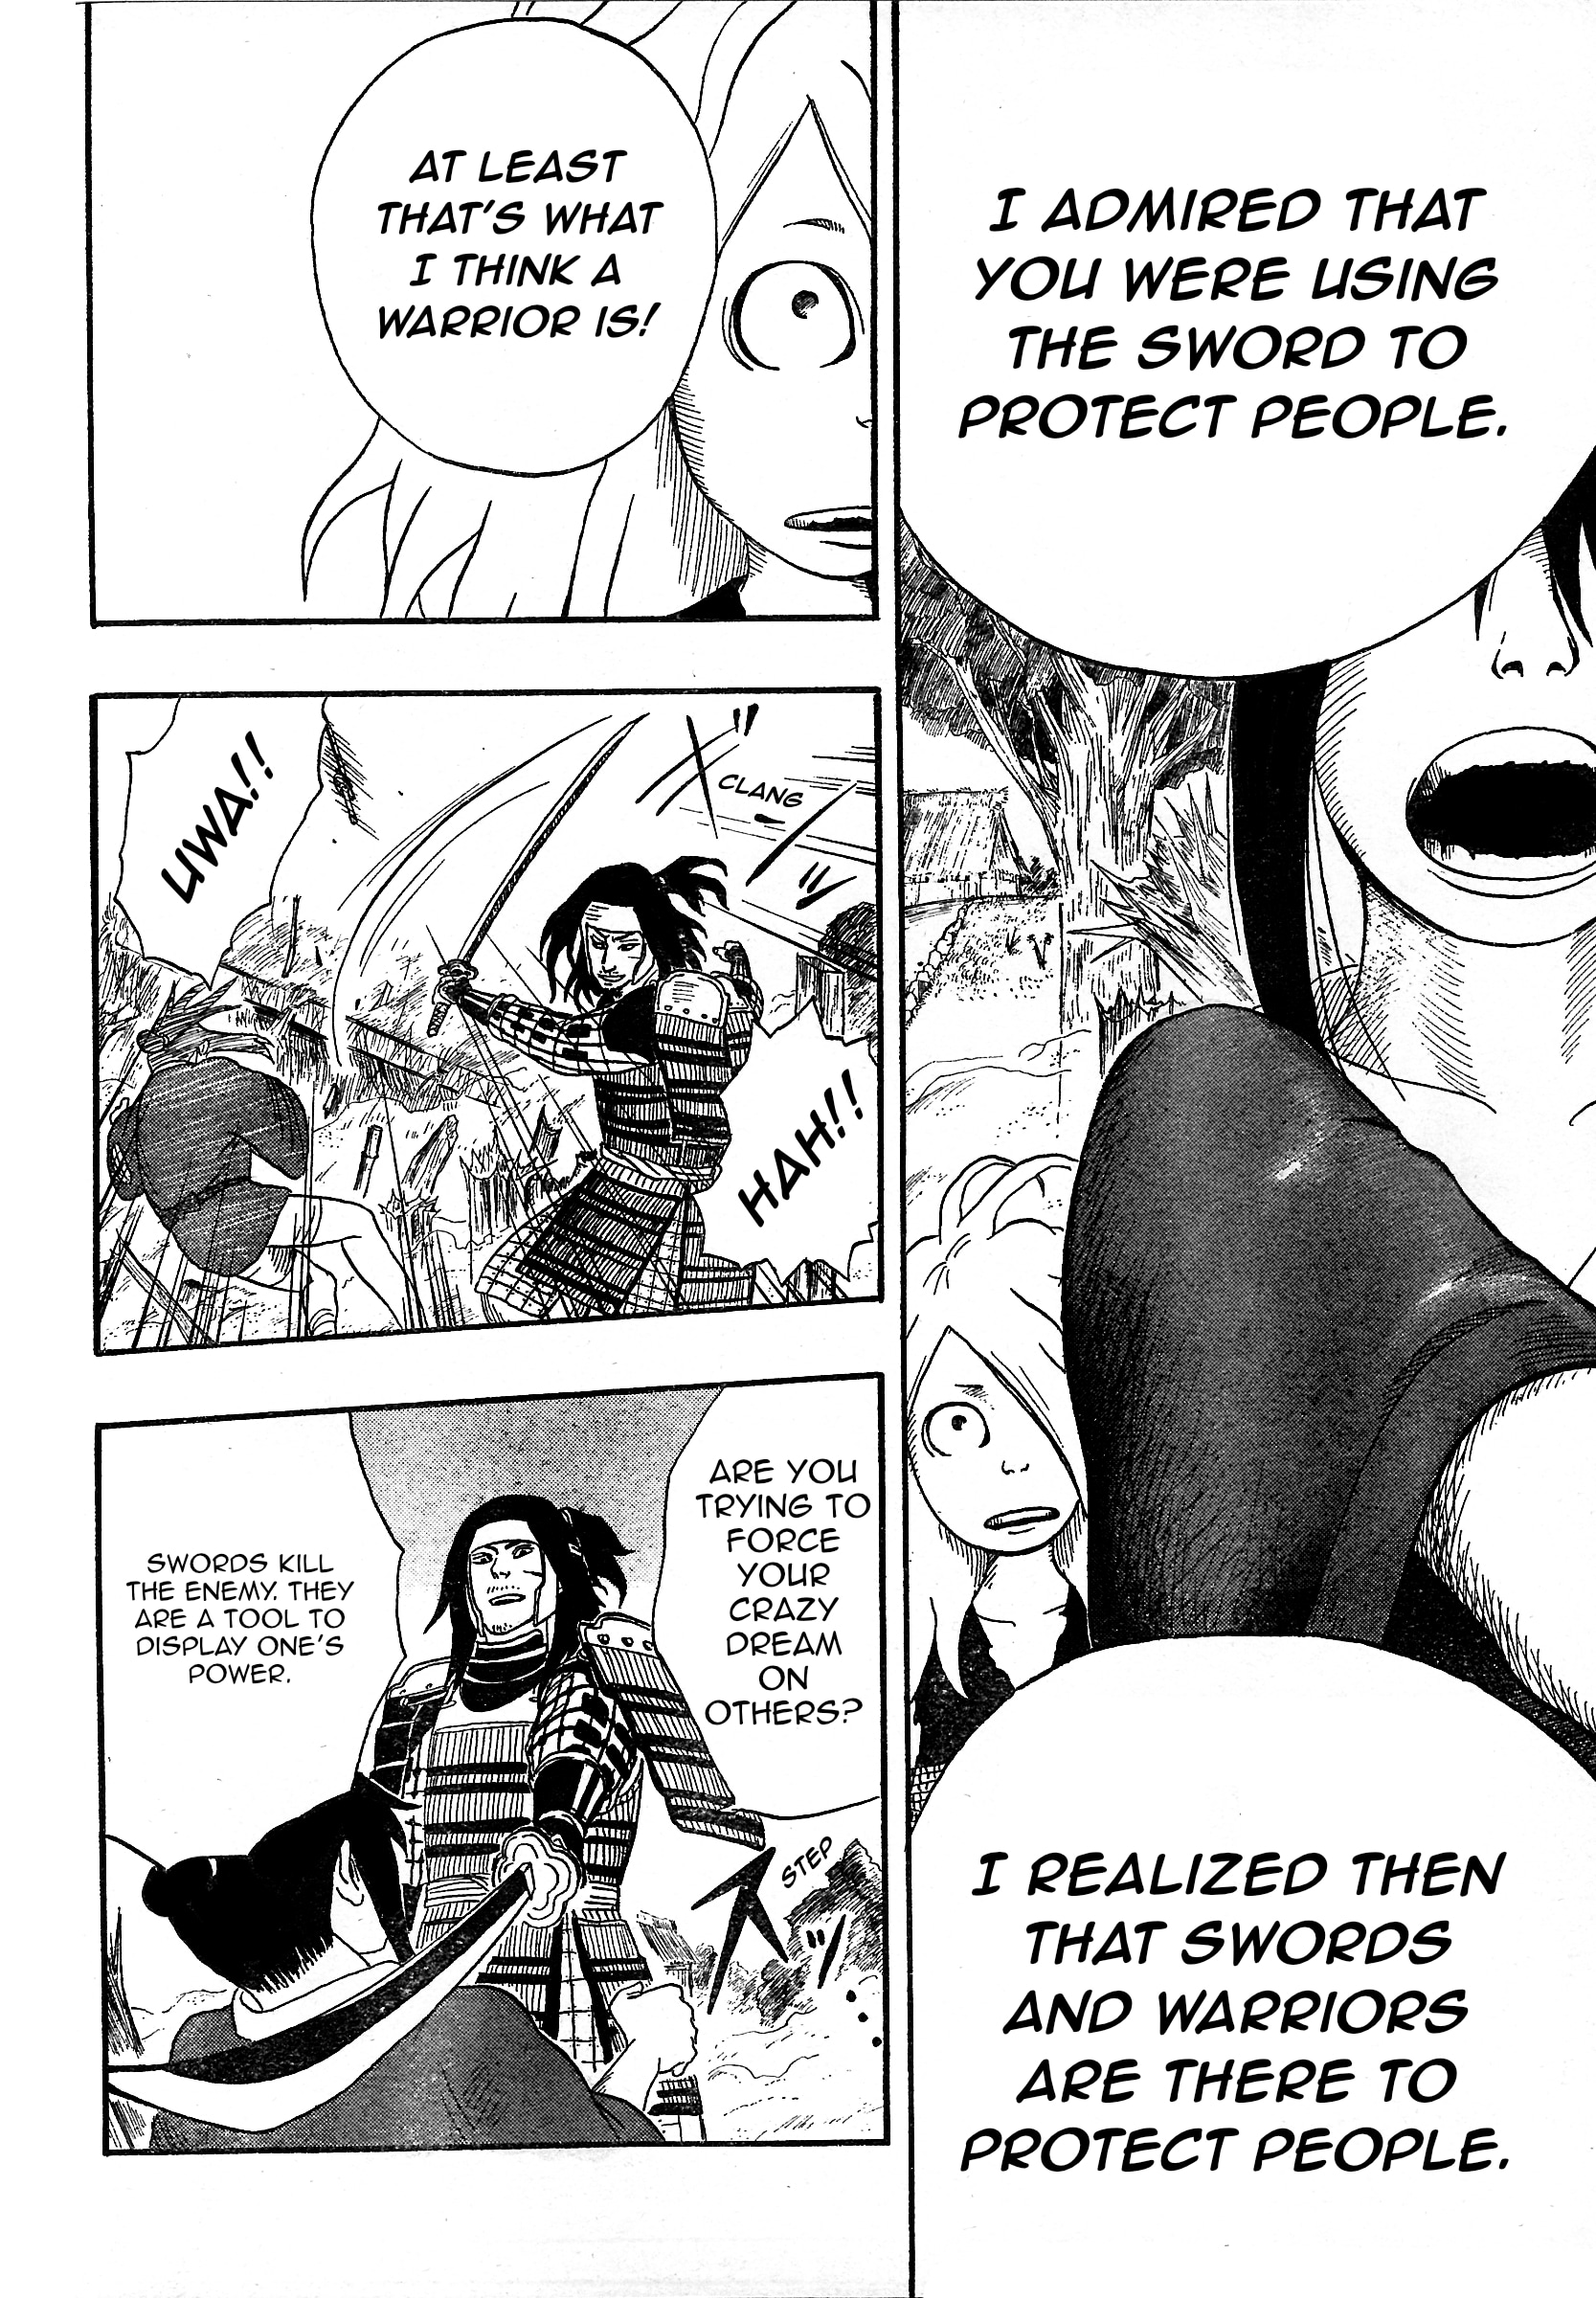 I ADMIRED THAT
YOU WERE USING
THE SWORD TO
PROTECT PEOPLE.
I REALIZED THEN
THAT SWORDS
AND WARRIORS
ARE THERE TO
PROTECT PEOPLE.
AT LEAST
THAT'S WHAT
I THINK A
WARRIOR IS!
CLANG
UWA!!
HAH!!
ARE YOU
TRYING TO
FORCE
YOUR
CRAZY
DREAM
ON
OTHERS?
STEP
SWORDS KILL
THE ENEMY. THEY
ARE A TOOL TO
DISPLAY ONE'S
POWER.